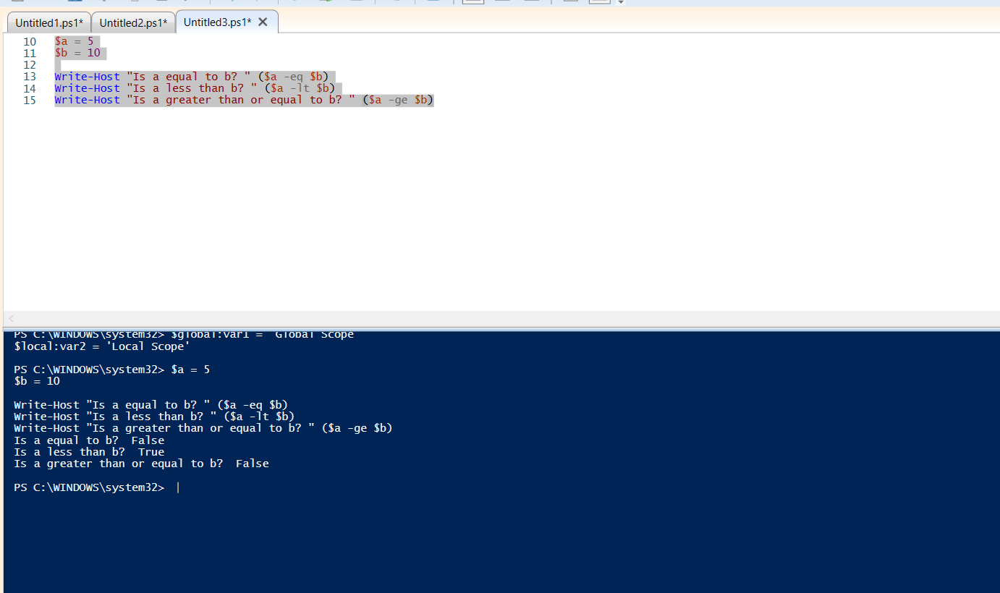 Untitled1.ps1* Untitled2.ps1* Untitled3.ps1*
10 $a = 5
11 $b = 10
12
13 Write-Host "Is a equal to b? " ($a -eq $b)
14 Write-Host "Is a less than b? " ($a -lt $b)
15 Write-Host "Is a greater than or equal to b? " ($a -ge $b)
PS C:\WINDOWS\system32> $global:var1 = Global Scope
$local:var2 = 'Local Scope'
PS C:\WINDOWS\system32> $a = 5
$b = 10
Write-Host "Is a equal to b? " ($a -eq $b)
Write-Host "Is a less than b? " ($a -lt $b)
Write-Host "Is a greater than or equal to b? " ($a -ge $b)
Is a equal to b?  False
Is a less than b?  True
Is a greater than or equal to b?  False
PS C:\WINDOWS\system32>